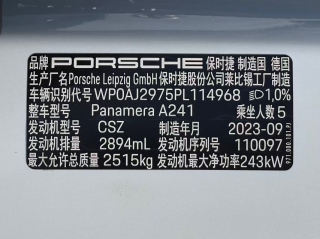 品牌 PORSCHE 保时捷 制造国 德国
生产厂名 Porsche Leipzig GmbH 保时捷股份公司莱比锡工厂制造
车辆识别代号 WP0AJ2975PL114968 1,0%
整车型号 Panamera A241 乘坐人数 5
发动机型号 CSZ 制造年月 2023-09
发动机排量 2894mL 发动机序列号 110097
最大允许总质量 2515kg 发动机最大净功率 243kW
971.000.101.